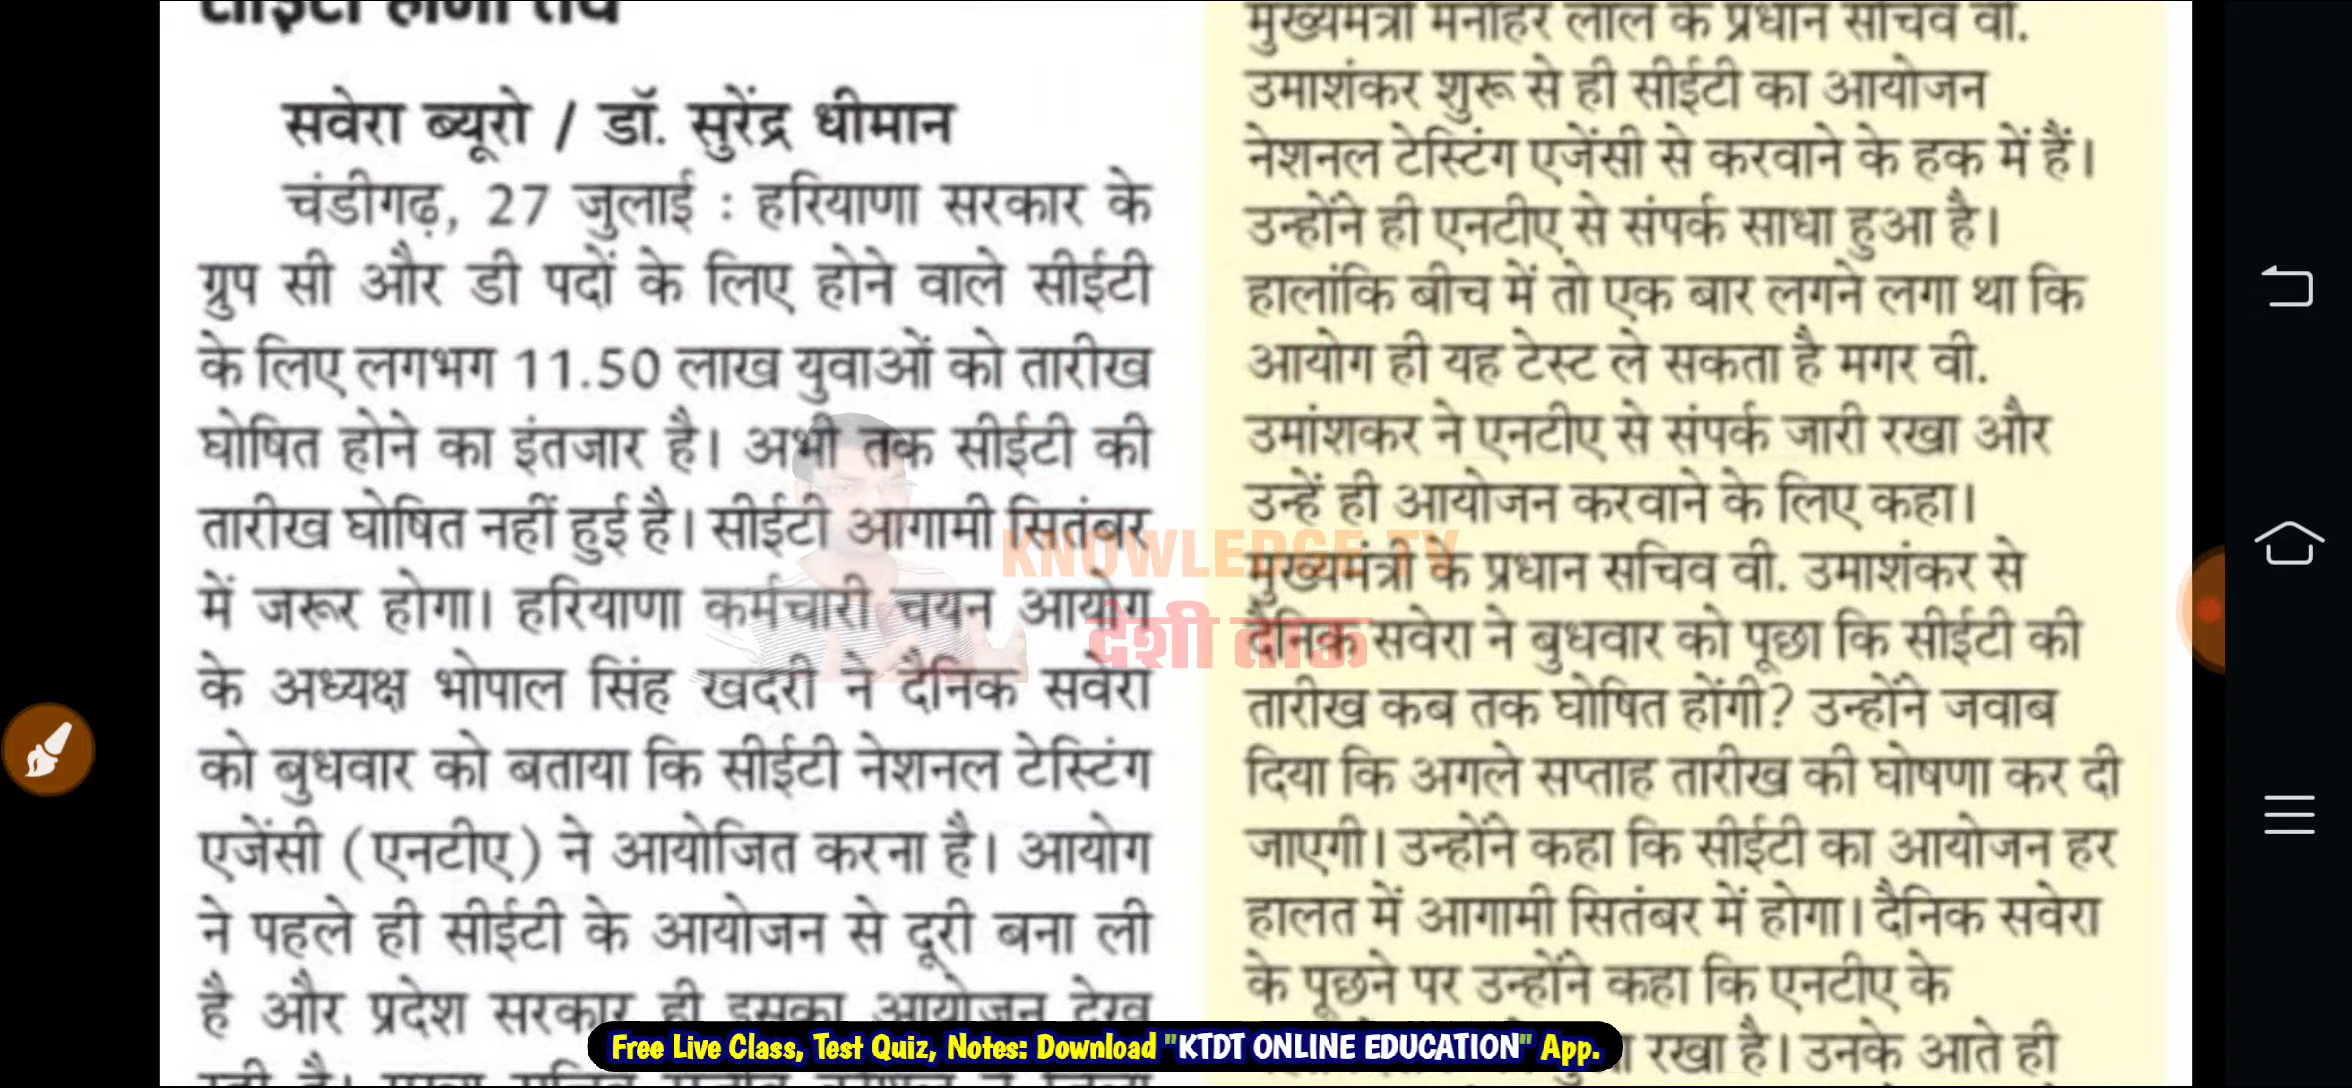 सीईटी होगा तय
सवेरा ब्यूरो / डॉ. सुरेंद्र धीमान
चंडीगढ़, 27 जुलाई : हरियाणा सरकार के
ग्रुप सी और डी पदों के लिए होने वाले सीईटी
के लिए लगभग 11.50 लाख युवाओं को तारीख
घोषित होने का इंतजार है। अभी तक सीईटी की
तारीख घोषित नहीं हुई है। सीईटी आगामी सितंबर
में जरूर होगा। हरियाणा कर्मचारी चयन आयोग
के अध्यक्ष भोपाल सिंह खदरी ने दैनिक सवेरा
को बुधवार को बताया कि सीईटी नेशनल टेस्टिंग
एजेंसी (एनटीए) ने आयोजित करना है। आयोग
ने पहले ही सीईटी के आयोजन से दूरी बना ली
है और प्रदेश सरकार ही इसका आयोजन देख
मुख्यमंत्री मनोहर लाल के प्रधान सचिव वी.
उमाशंकर शुरू से ही सीईटी का आयोजन
नेशनल टेस्टिंग एजेंसी से करवाने के हक में हैं।
उन्होंने ही एनटीए से संपर्क साधा हुआ है।
हालांकि बीच में तो एक बार लगने लगा था कि
आयोग ही यह टेस्ट ले सकता है मगर वी.
उमांशकर ने एनटीए से संपर्क जारी रखा और
उन्हें ही आयोजन करवाने के लिए कहा।
मुख्यमंत्री के प्रधान सचिव वी. उमाशंकर से
दैनिक सवेरा ने बुधवार को पूछा कि सीईटी की
तारीख कब तक घोषित होंगी? उन्होंने जवाब
दिया कि अगले सप्ताह तारीख की घोषणा कर दी
जाएगी। उन्होंने कहा कि सीईटी का आयोजन हर
हालत में आगामी सितंबर में होगा। दैनिक सवेरा
के पूछने पर उन्होंने कहा कि एनटीए के
रखा है। उनके आते ही
KNOWLEDGE TV
देशी तड़क
Free Live Class, Test Quiz, Notes: Download "KTDT ONLINE EDUCATION" App.